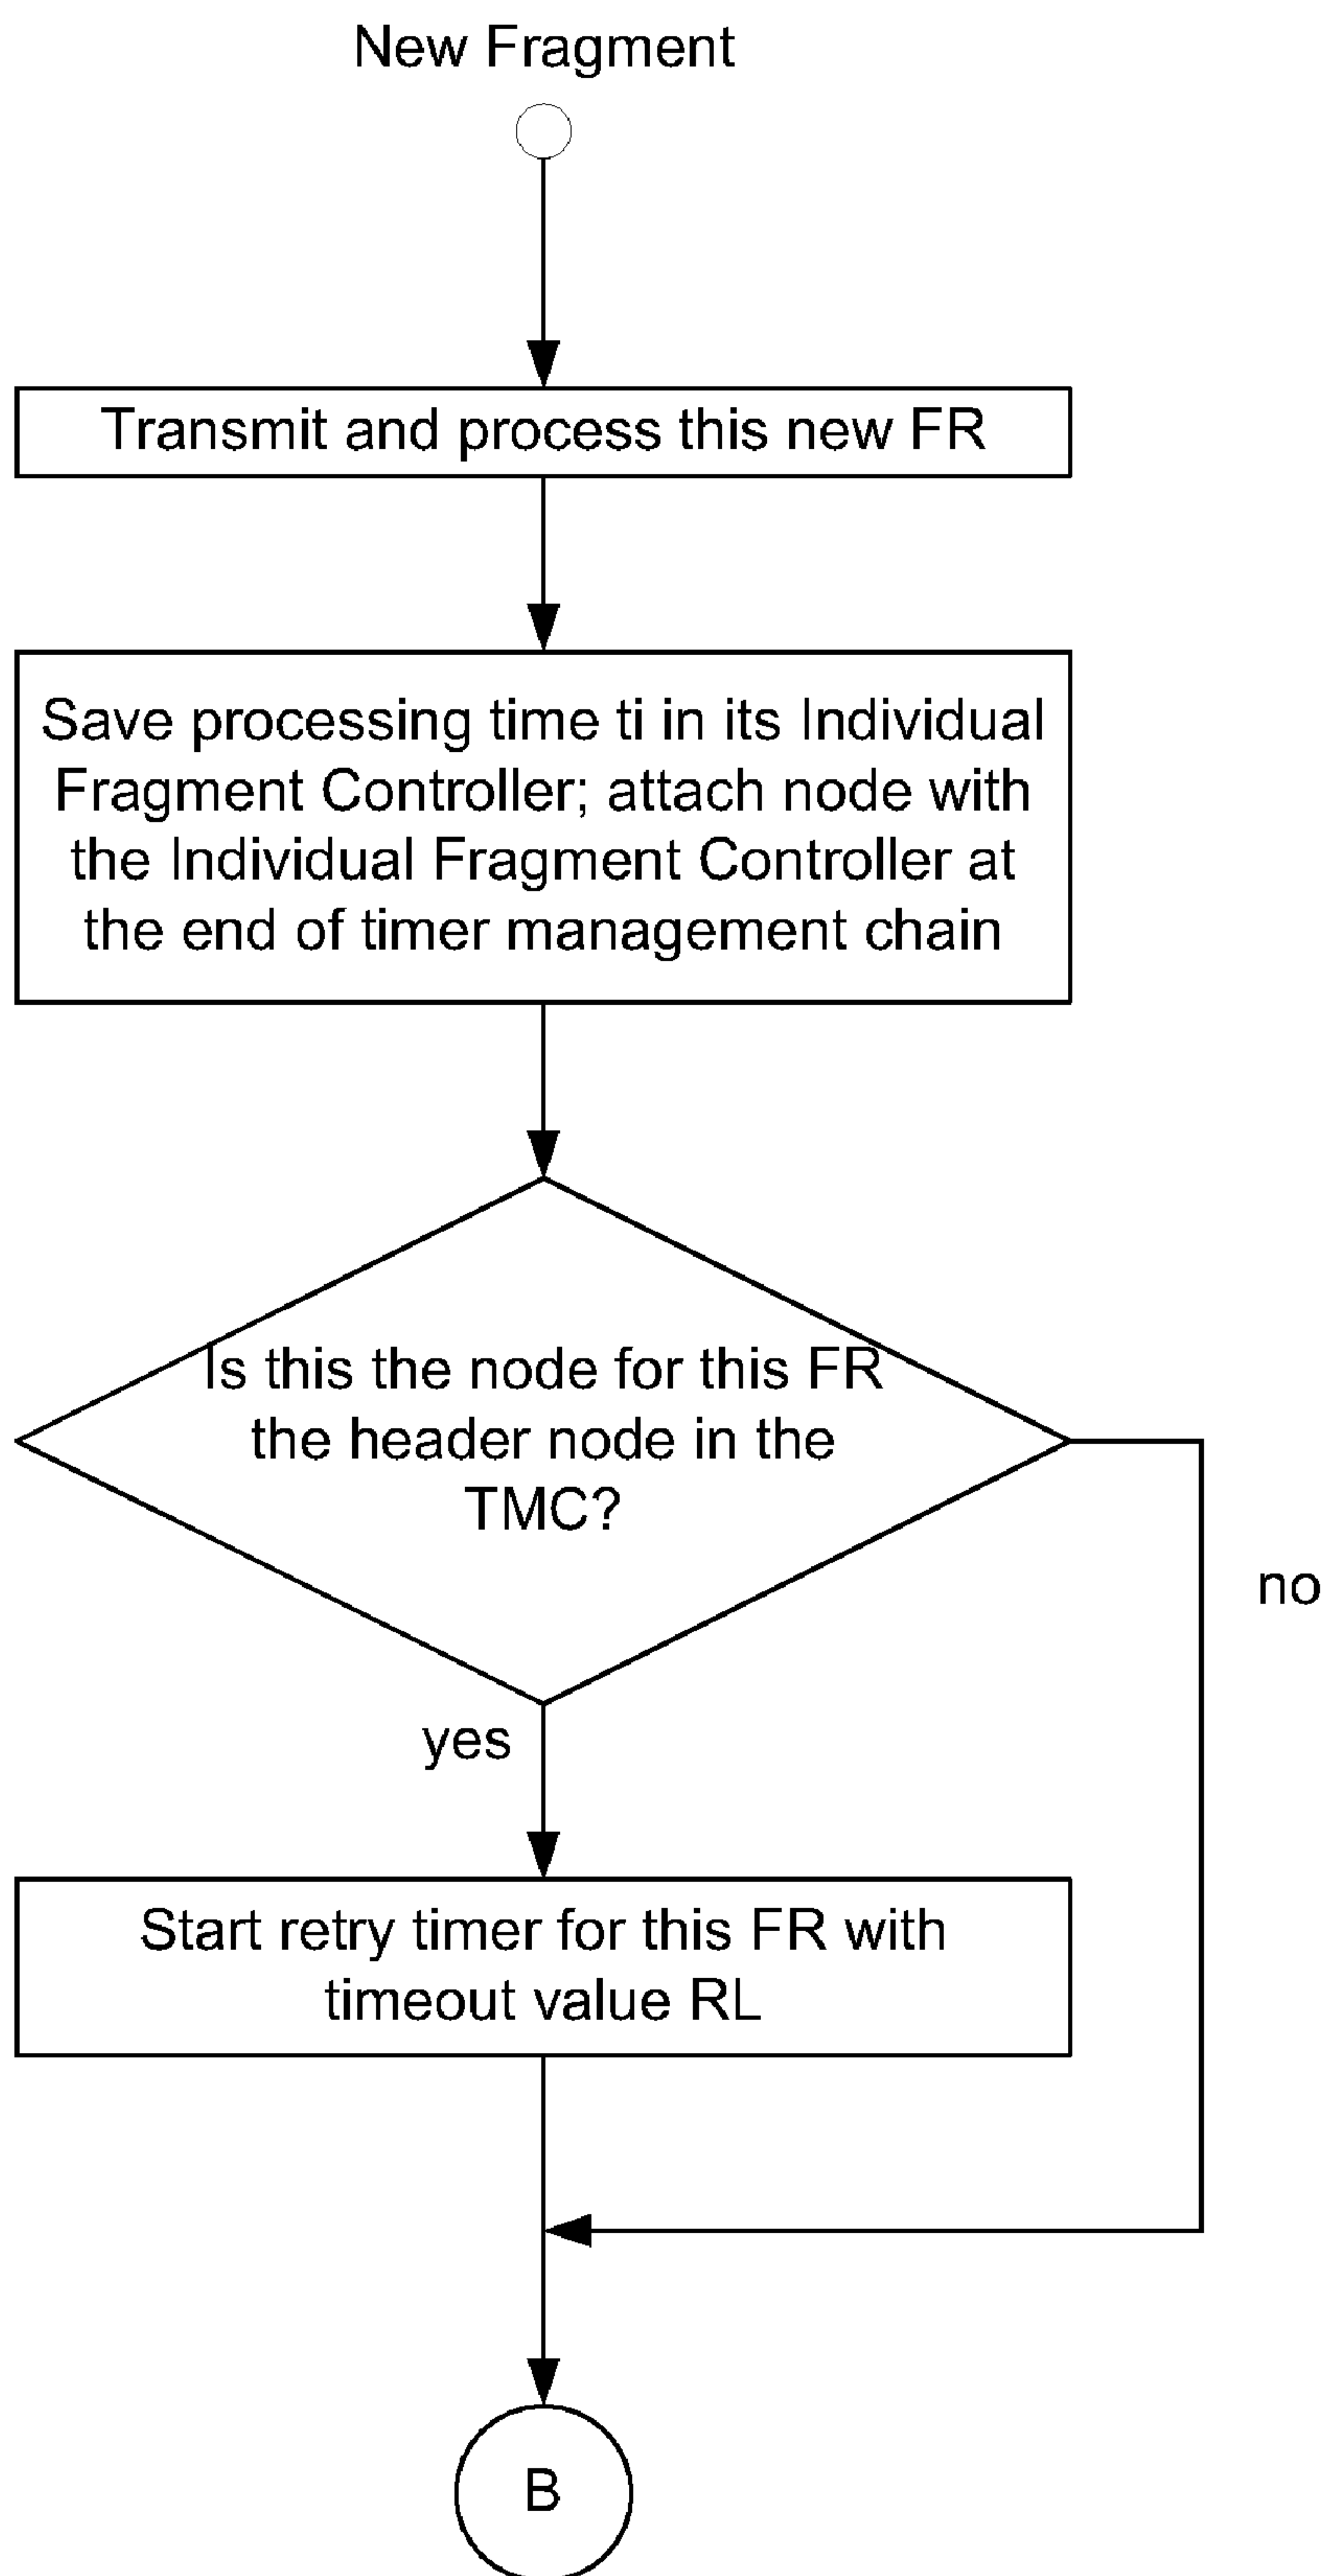 New Fragment
Transmit and process this new FR
Save processing time ti in its Individual
Fragment Controller; attach node with
the Individual Fragment Controller at
the end of timer management chain
Is this the node for this FR
the header node in the
TMC?
no
yes
Start retry timer for this FR with
timeout value RL
B